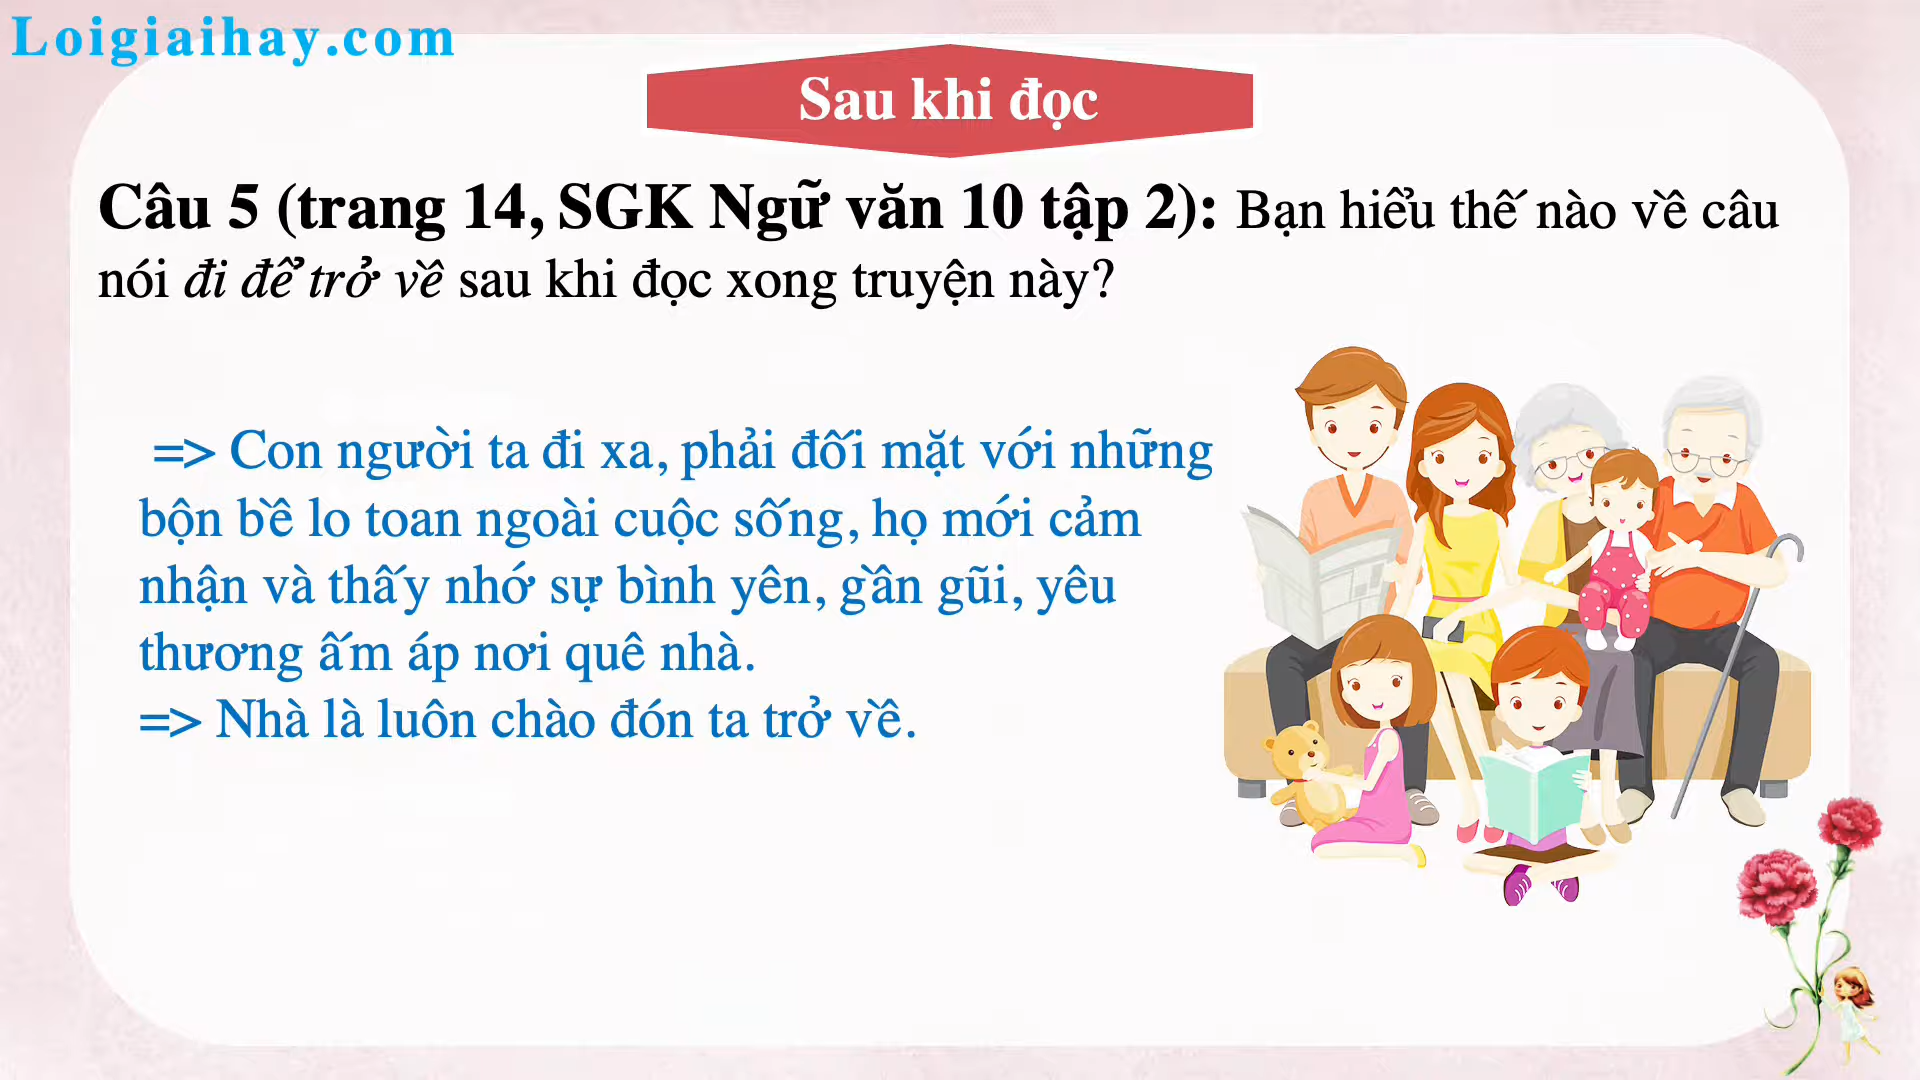 Loigiaihay.com
Sau khi đọc
Câu 5 (trang 14, SGK Ngữ văn 10 tập 2): Bạn hiểu thế nào về câu
nói đi để trở về sau khi đọc xong truyện này?
=> Con người ta đi xa, phải đối mặt với những
bộn bề lo toan ngoài cuộc sống, họ mới cảm
nhận và thấy nhớ sự bình yên, gần gũi, yêu
thương ấm áp nơi quê nhà.
=> Nhà là luôn chào đón ta trở về.